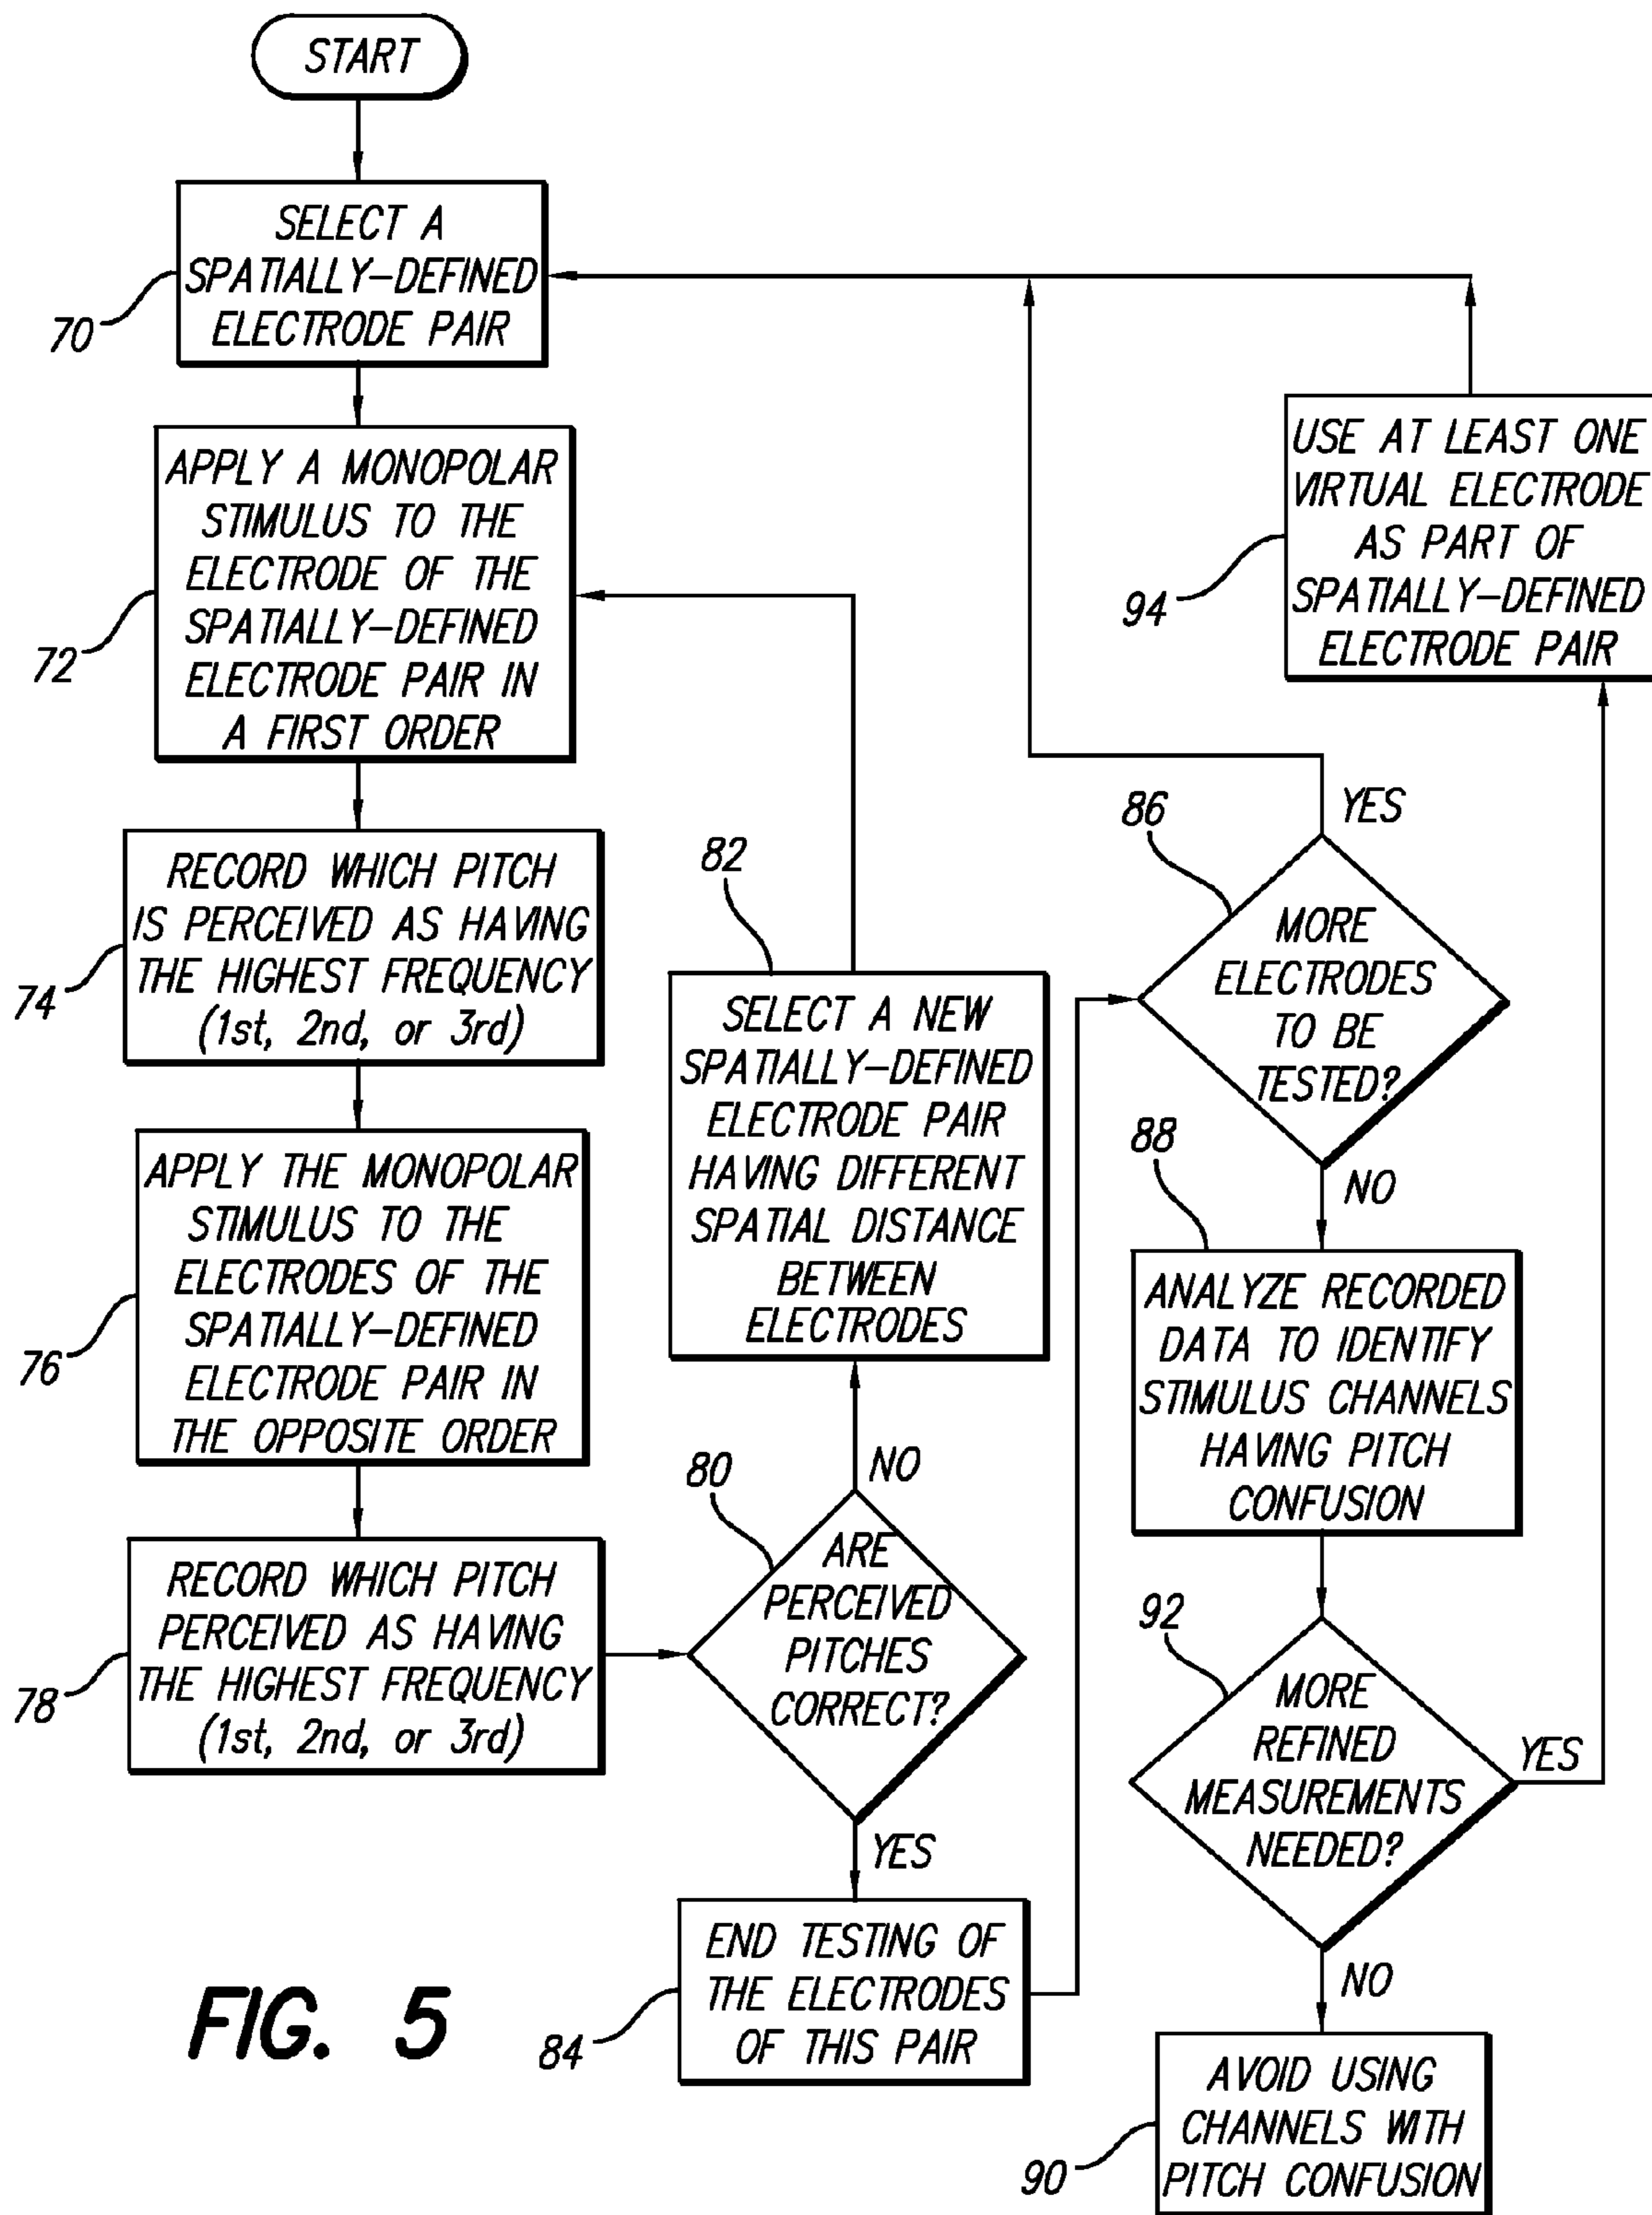 START
SELECT A
SPATIALLY-DEFINED
ELECTRODE PAIR
70
APPLY A MONOPOLAR
STIMULUS TO THE
ELECTRODE OF THE
SPATIALLY-DEFINED
ELECTRODE PAIR IN
A FIRST ORDER
72
RECORD WHICH PITCH
IS PERCEIVED AS HAVING
THE HIGHEST FREQUENCY
(1st, 2nd, or 3rd)
74
APPLY THE MONOPOLAR
STIMULUS TO THE
ELECTRODES OF THE
SPATIALLY-DEFINED
ELECTRODE PAIR IN
THE OPPOSITE ORDER
76
RECORD WHICH PITCH
PERCEIVED AS HAVING
THE HIGHEST FREQUENCY
(1st, 2nd, or 3rd)
78
80
ARE
PERCEIVED
PITCHES
CORRECT?
NO
YES
82
SELECT A NEW
SPATIALLY-DEFINED
ELECTRODE PAIR
HAVING DIFFERENT
SPATIAL DISTANCE
BETWEEN
ELECTRODES
END TESTING OF
THE ELECTRODES
OF THIS PAIR
84
86
MORE
ELECTRODES
TO BE
TESTED?
YES
NO
88
ANALYZE RECORDED
DATA TO IDENTIFY
STIMULUS CHANNELS
HAVING PITCH
CONFUSION
92
MORE
REFINED
MEASUREMENTS
NEEDED?
YES
NO
USE AT LEAST ONE
VIRTUAL ELECTRODE
AS PART OF
SPATIALLY-DEFINED
ELECTRODE PAIR
94
AVOID USING
CHANNELS WITH
PITCH CONFUSION
90
FIG. 5